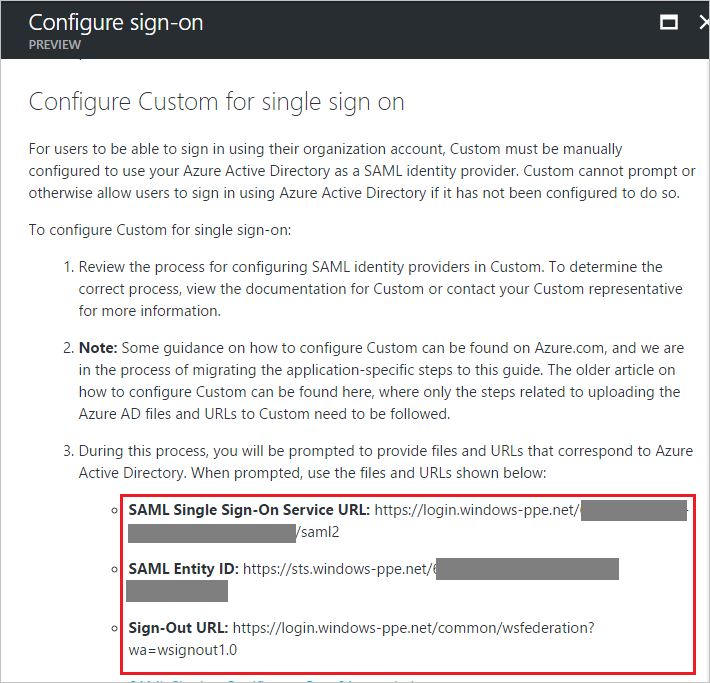 Configure sign-on
PREVIEW
Configure Custom for single sign on
For users to be able to sign in using their organization account, Custom must be manually
configured to use your Azure Active Directory as a SAML identity provider. Custom cannot prompt or
otherwise allow users to sign in using Azure Active Directory if it has not been configured to do so.
To configure Custom for single sign-on:
1. Review the process for configuring SAML identity providers in Custom. To determine the
correct process, view the documentation for Custom or contact your Custom representative
for more information.
2. Note: Some guidance on how to configure Custom can be found on Azure.com, and we are
in the process of migrating the application-specific steps to this guide. The older article on
how to configure Custom can be found here, where only the steps related to uploading the
Azure AD files and URLs to Custom need to be followed.
3. During this process, you will be prompted to provide files and URLs that correspond to Azure
Active Directory. When prompted, use the files and URLs shown below:
SAML Single Sign-On Service URL: https://login.windows-ppe.net/
/saml2
SAML Entity ID: https://sts.windows-ppe.net/
Sign-Out URL: https://login.windows-ppe.net/common/wsfederation?
wa=wsignout1.0